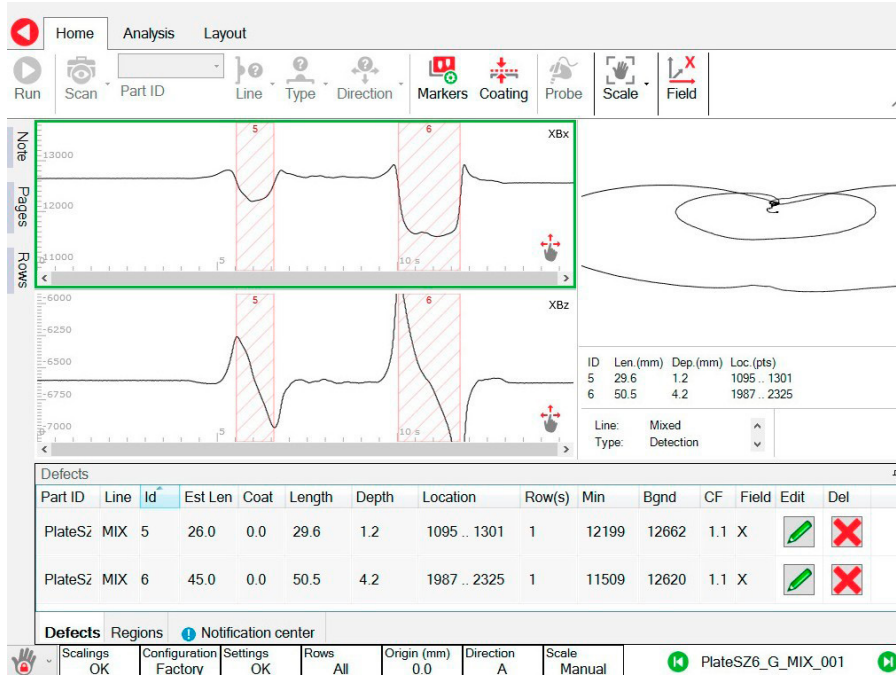 Home Analysis Layout
Run Scan Part ID Line Type Direction Markers Coating Probe Scale Field
Note
Pages
Rows
5 6 XBx
13000
12000
11000
0 5 10 s
5 6 XBz
-6000
-6250
-6500
-6750
-7000
0 5 10 s
ID Len.(mm) Dep.(mm) Loc.(pts)
5 29.6 1.2 1095 .. 1301
6 50.5 4.2 1987 .. 2325
Line: Mixed
Type: Detection
Defects
Part ID Line Id Est Len Coat Length Depth Location Row(s) Min Bgnd CF Field Edit Del
PlateSZ MIX 5 26.0 0.0 29.6 1.2 1095 .. 1301 1 12199 12662 1.1 X
PlateSZ MIX 6 45.0 0.0 50.5 4.2 1987 .. 2325 1 11509 12620 1.1 X
Defects Regions Notification center
Scalings Configuration Settings Rows Origin (mm) Direction Scale
OK Factory OK All 0.0 A Manual
PlateSZ6_G_MIX_001